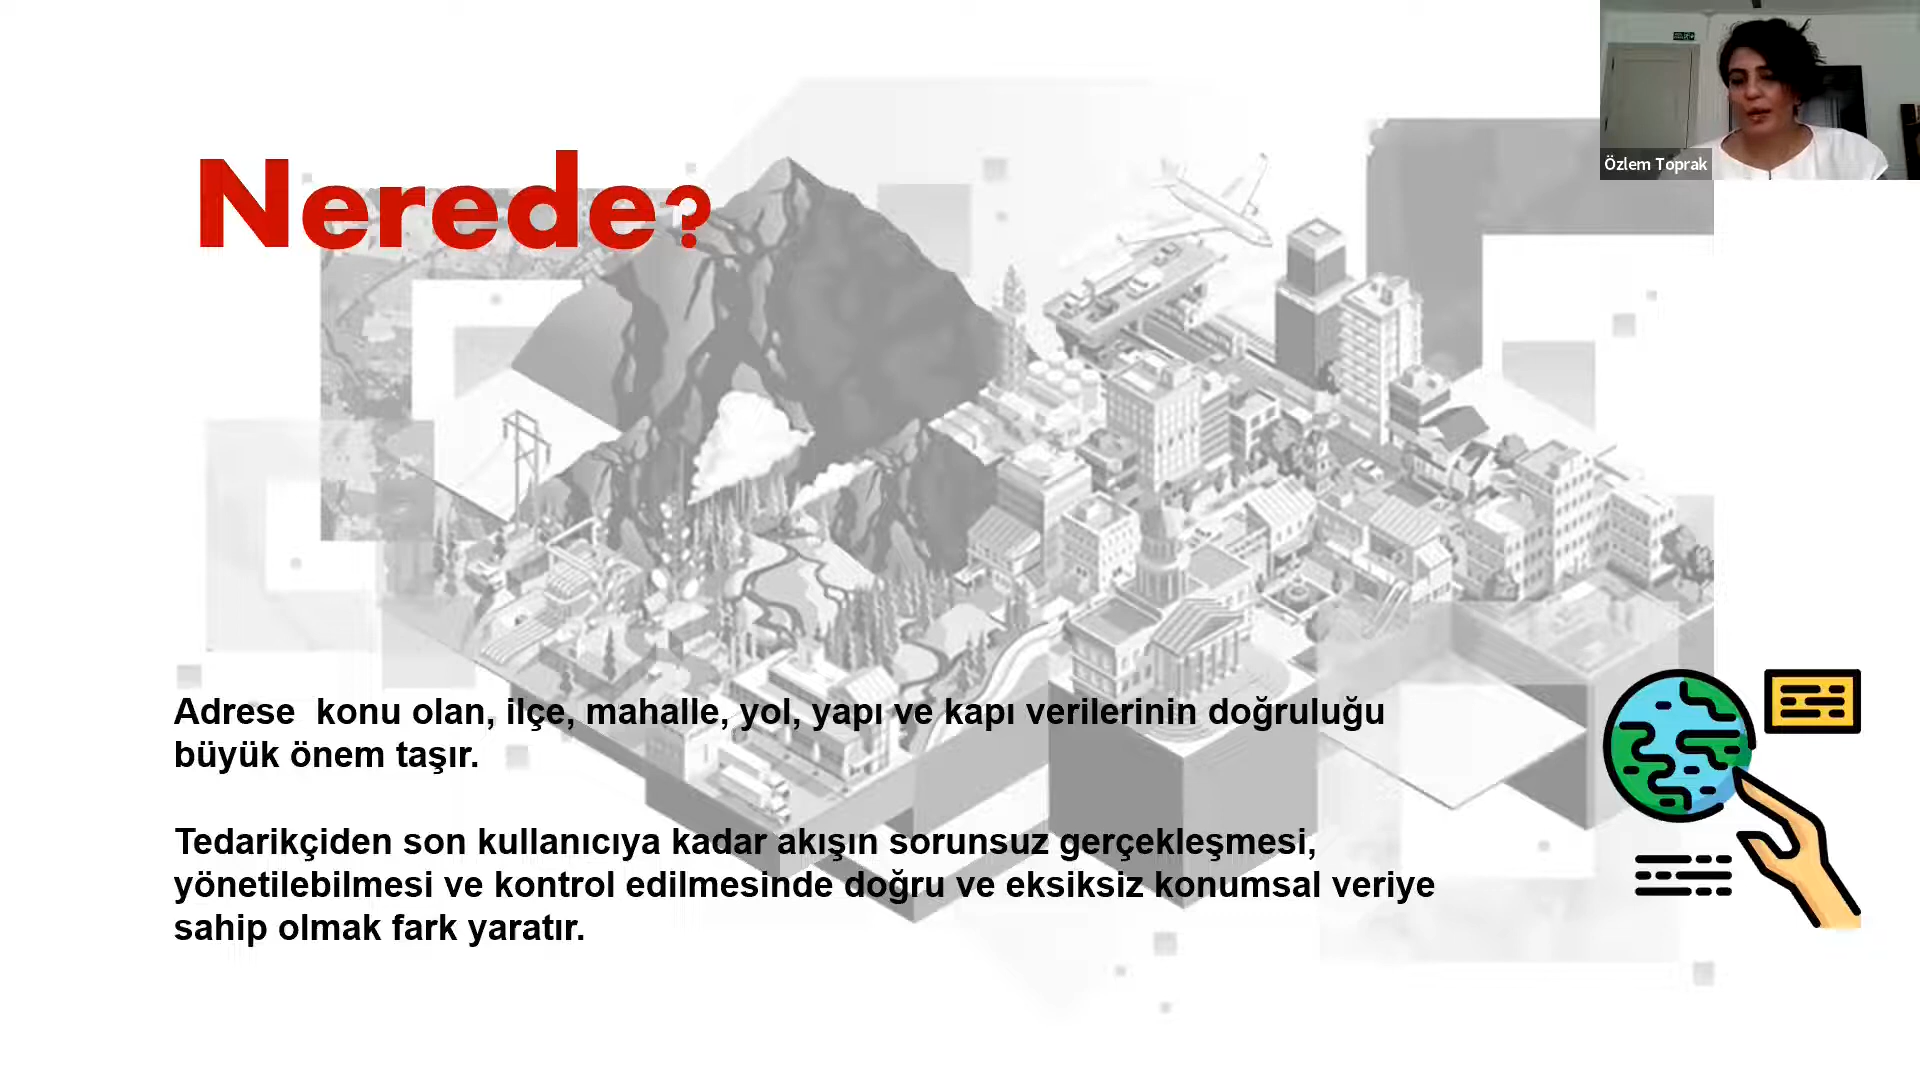 Nerede?
Özlem Toprak
Adrese konu olan, ilçe, mahalle, yol, yapı ve kapı verilerinin doğruluğu
büyük önem taşır.
Tedarikçiden son kullanıcıya kadar akışın sorunsuz gerçekleşmesi,
yönetilebilmesi ve kontrol edilmesinde doğru ve eksiksiz konumsal veriye
sahip olmak fark yaratır.